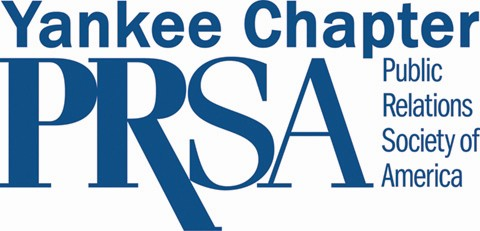 Yankee Chapter
PRSA
Public
Relations
Society of
America